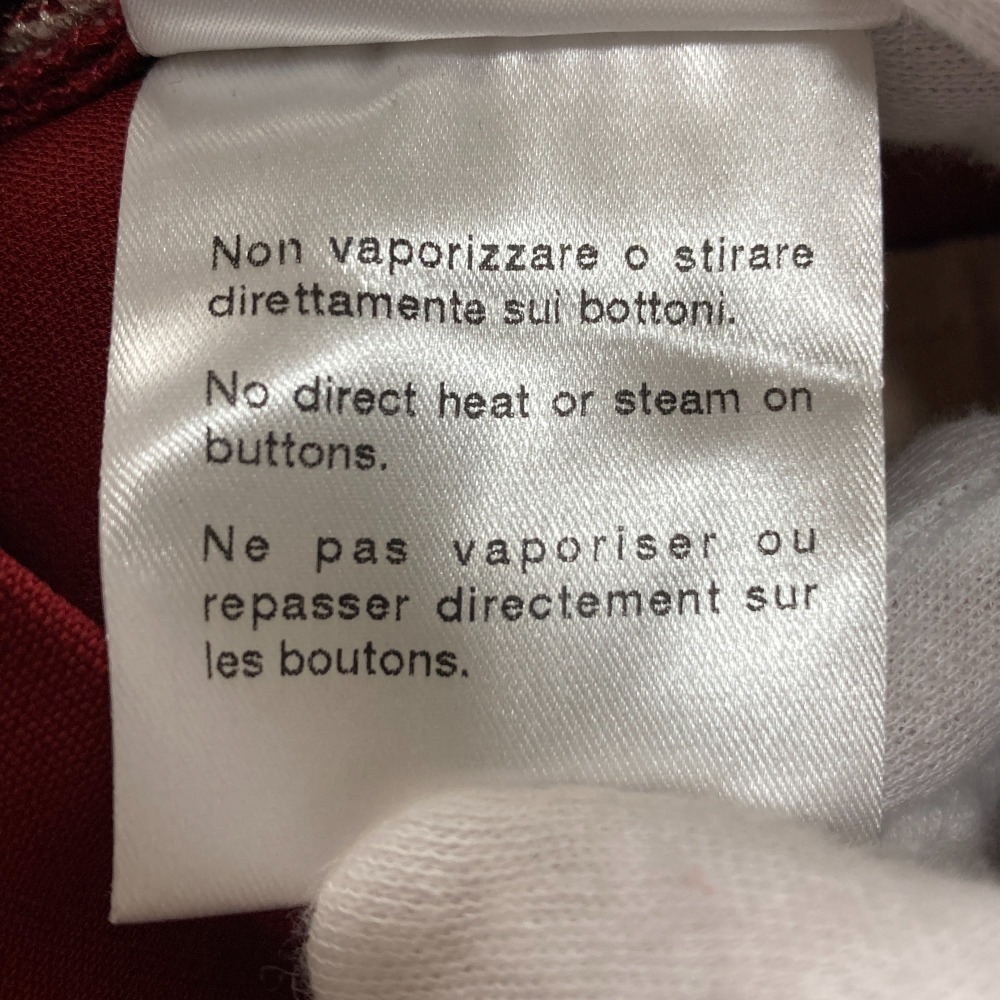 Non vaporizzare o stirare
direttamente sui bottoni.
No direct heat or steam on
buttons.
Ne pas vaporiser ou
repasser directement sur
les boutons.